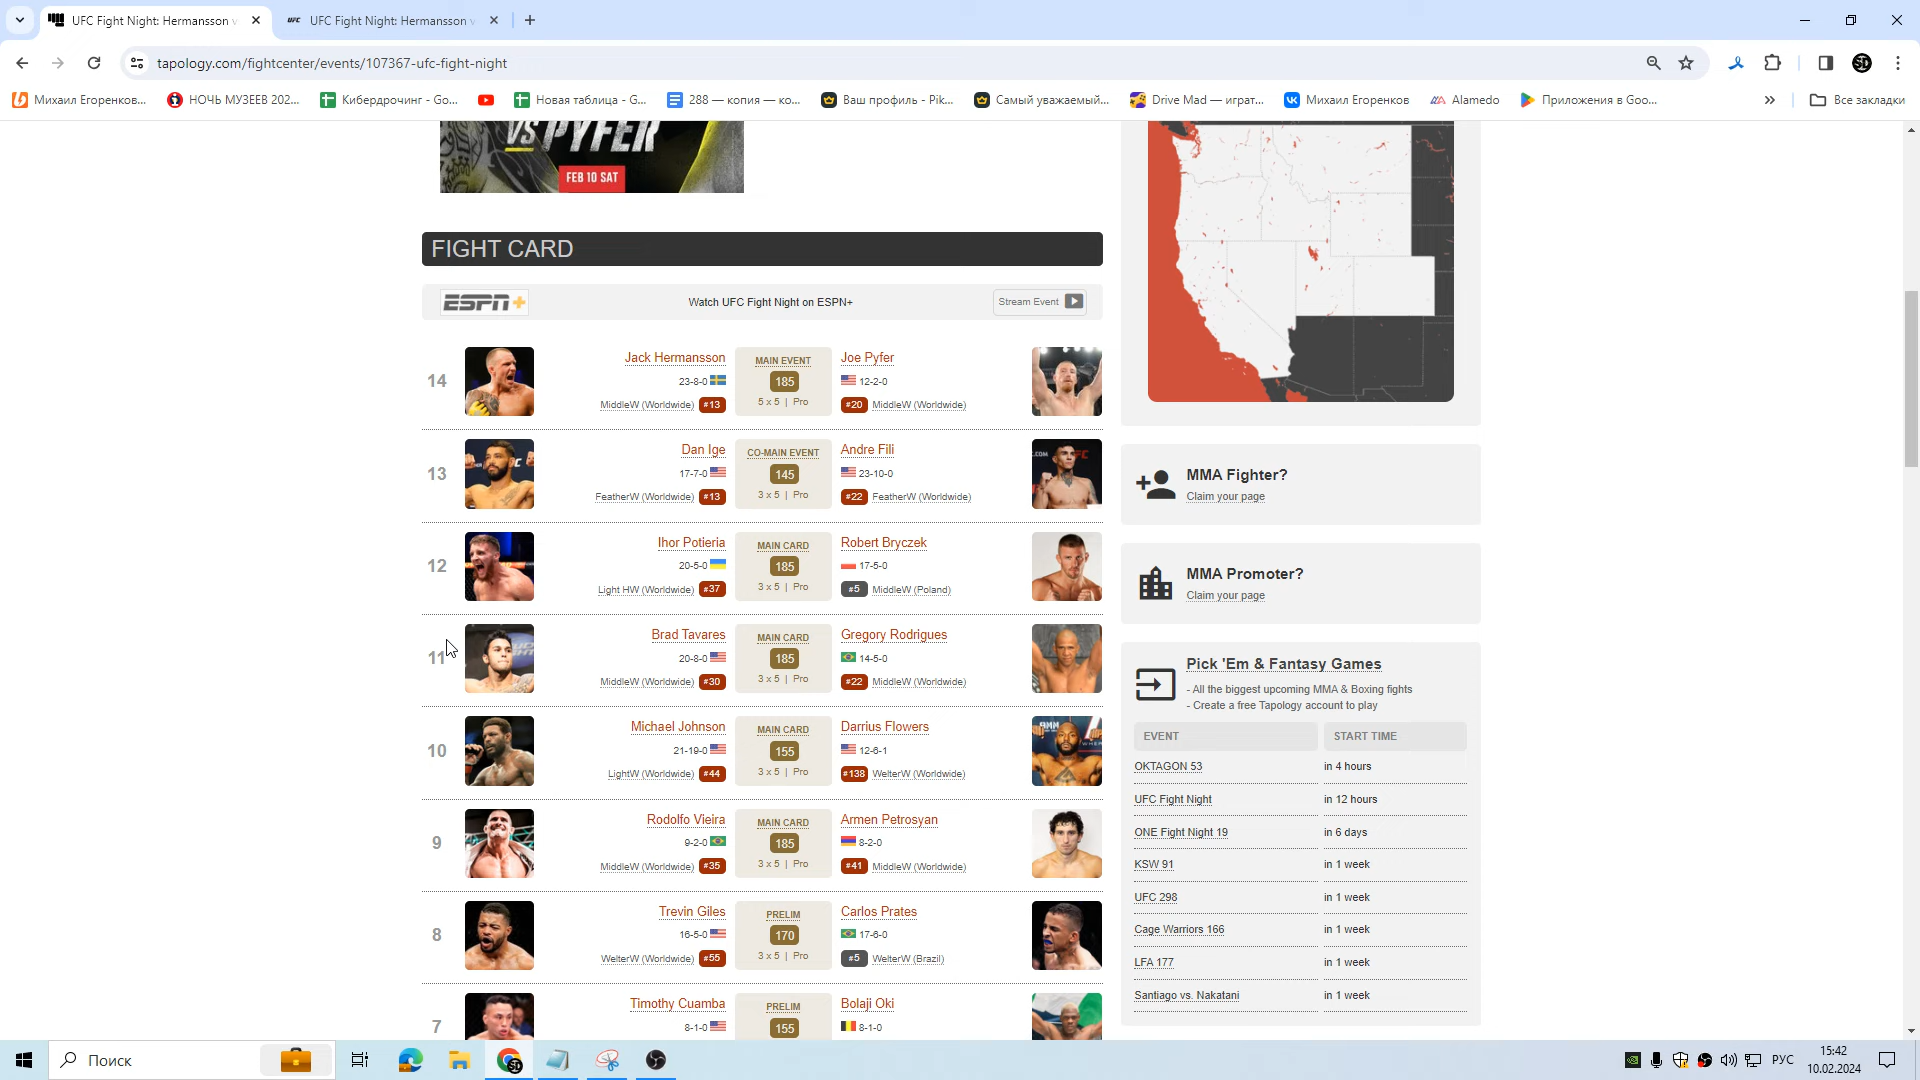 UFC Fight Night: Hermansson v
UFC Fight Night: Hermansson v
tapology.com/fightcenter/events/107367-ufc-fight-night
Михаил Егоренков...
НОЧЬ МУЗЕЕВ 202...
Кибердрочинг - Go...
Новая таблица - G...
288 — копия — ко...
Ваш профиль - Pik...
Самый уважаемый...
Drive Mad — играт...
Михаил Егоренков
Alamedo
Приложения в Goo...
Все закладки
VS PYFER
FEB 10 SAT
FIGHT CARD
ESPN+
Watch UFC Fight Night on ESPN+
Stream Event
14
Jack Hermansson
23-8-0
MiddleW (Worldwide) #13
MAIN EVENT
185
5 x 5 | Pro
Joe Pyfer
12-2-0
#20 MiddleW (Worldwide)
13
Dan Ige
17-7-0
FeatherW (Worldwide) #13
CO-MAIN EVENT
145
3 x 5 | Pro
Andre Fili
23-10-0
#22 FeatherW (Worldwide)
12
Ihor Potieria
20-5-0
Light HW (Worldwide) #37
MAIN CARD
185
3 x 5 | Pro
Robert Bryczek
17-5-0
#5 MiddleW (Poland)
11
Brad Tavares
20-8-0
MiddleW (Worldwide) #30
MAIN CARD
185
3 x 5 | Pro
Gregory Rodrigues
14-5-0
#22 MiddleW (Worldwide)
10
Michael Johnson
21-19-0
LightW (Worldwide) #44
MAIN CARD
155
3 x 5 | Pro
Darrius Flowers
12-6-1
#138 WelterW (Worldwide)
9
Rodolfo Vieira
9-2-0
MiddleW (Worldwide) #35
MAIN CARD
185
3 x 5 | Pro
Armen Petrosyan
8-2-0
#41 MiddleW (Worldwide)
8
Trevin Giles
16-5-0
WelterW (Worldwide) #55
PRELIM
170
3 x 5 | Pro
Carlos Prates
17-6-0
#5 WelterW (Brazil)
7
Timothy Cuamba
8-1-0
PRELIM
155
Bolaji Oki
8-1-0
MMA Fighter?
Claim your page
MMA Promoter?
Claim your page
Pick 'Em & Fantasy Games
- All the biggest upcoming MMA & Boxing fights
- Create a free Tapology account to play
EVENT START TIME
OKTAGON 53 in 4 hours
UFC Fight Night in 12 hours
ONE Fight Night 19 in 6 days
KSW 91 in 1 week
UFC 298 in 1 week
Cage Warriors 166 in 1 week
LFA 177 in 1 week
Santiago vs. Nakatani in 1 week
Поиск
РУС
15:42
10.02.2024